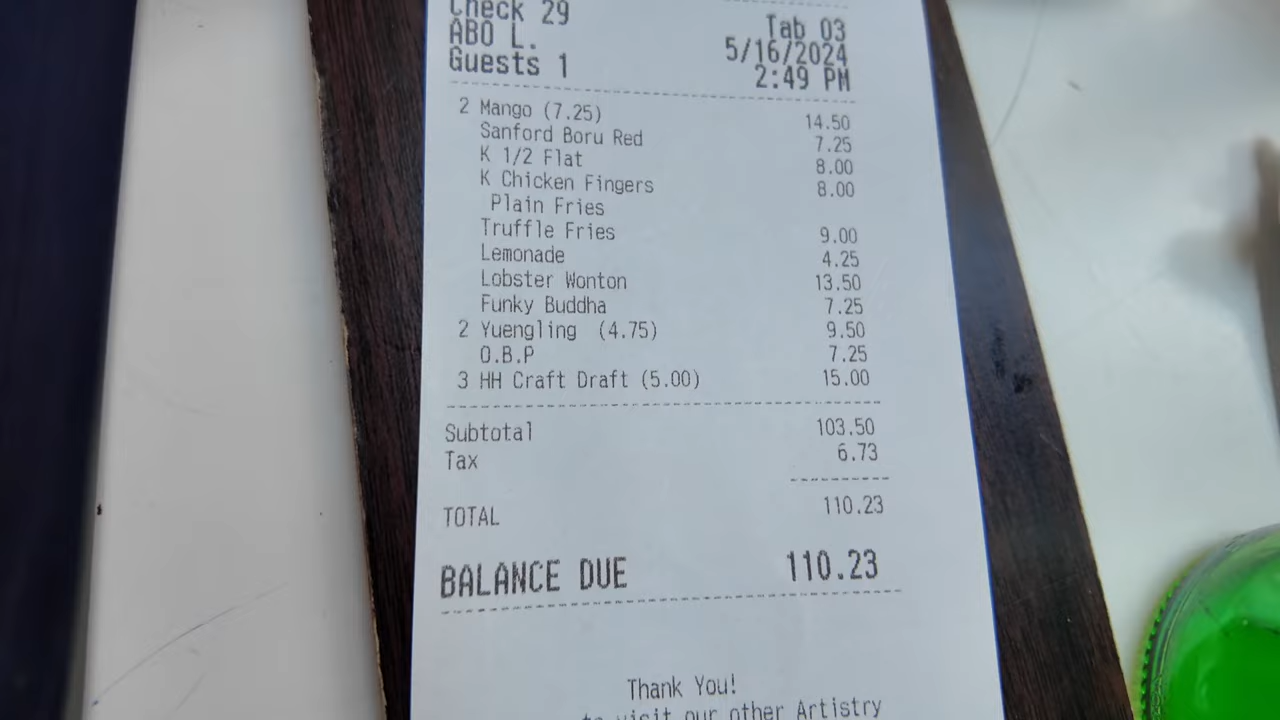 Check 29 Tab 03
ABO L. 5/16/2024
Guests 1 2:49 PM
2 Mango (7.25) 14.50
Sanford Boru Red 7.25
K 1/2 Flat 8.00
K Chicken Fingers 8.00
Plain Fries
Truffle Fries 9.00
Lemonade 4.25
Lobster Wonton 13.50
Funky Buddha 7.25
2 Yuengling (4.75) 9.50
O.B.P 7.25
3 HH Craft Draft (5.00) 15.00
Subtotal 103.50
Tax 6.73
TOTAL 110.23
BALANCE DUE 110.23
Thank You!
to visit our other Artistry